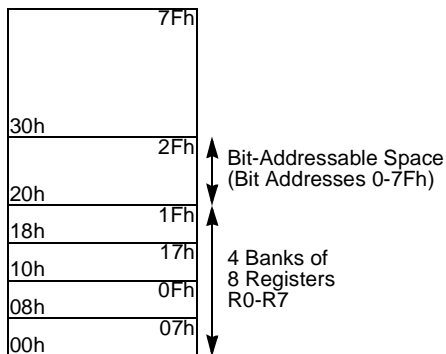 7Fh
30h
2Fh
Bit-Addressable Space
(Bit Addresses 0-7Fh)
20h
1Fh
18h
17h
4 Banks of
8 Registers
R0-R7
10h
0Fh
08h
07h
00h